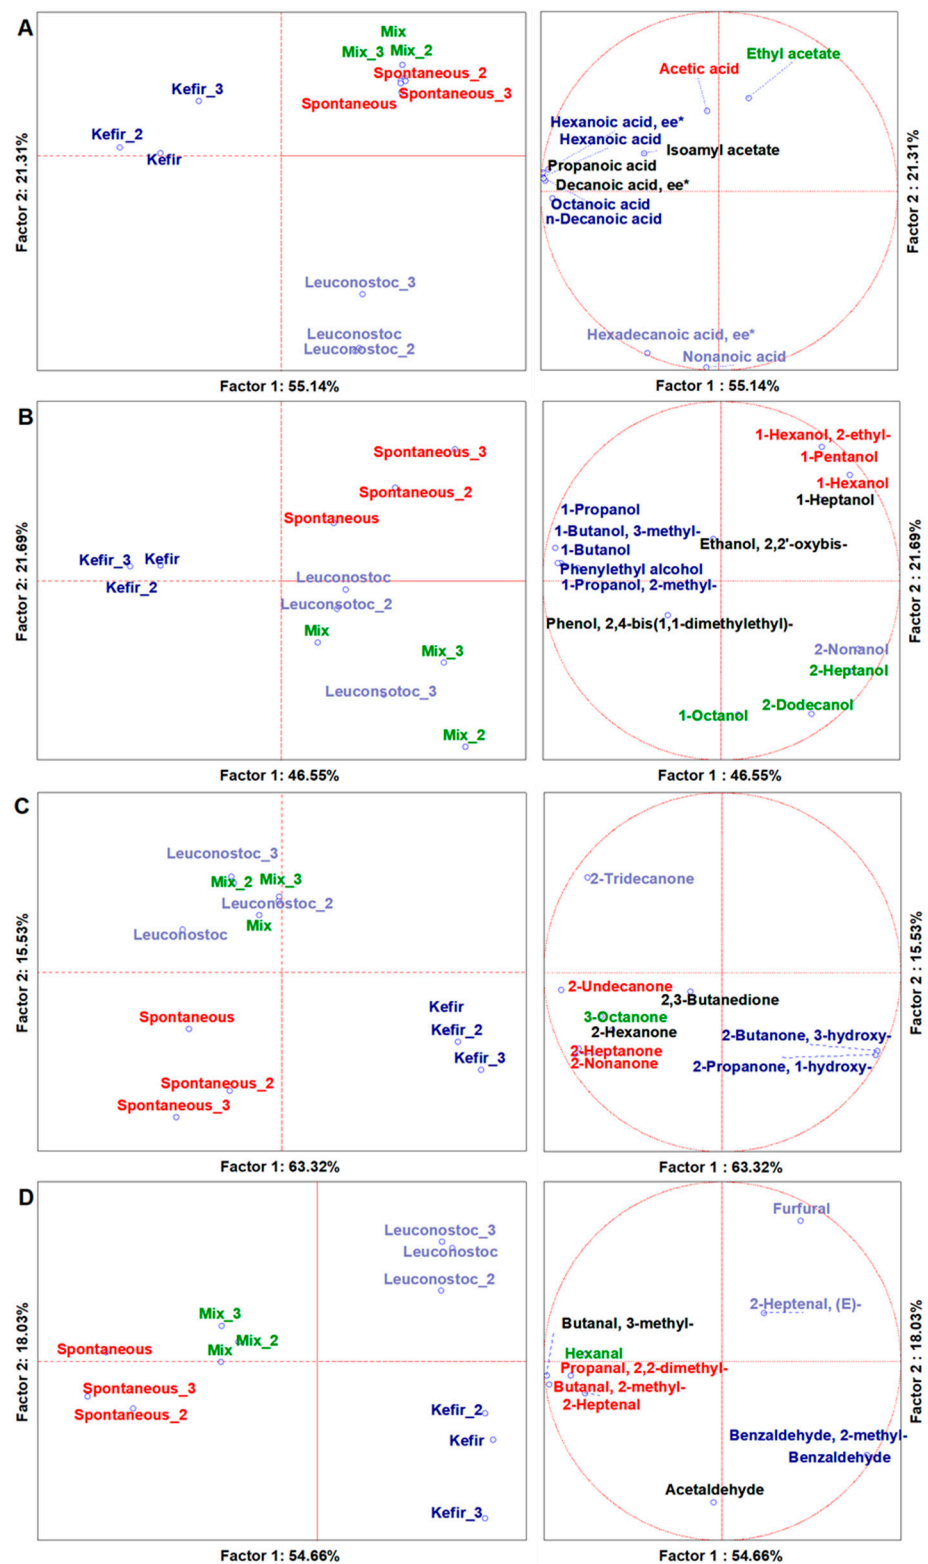 A
Mix
Mix_3 Mix_2
Spontaneous_2
Spontaneous_3
Spontaneous
Kefir_3
Kefir_2
Kefir
Leuconostoc_3
Leuconostoc
Leuconostoc_2
Factor 2: 21.31%
Factor 1: 55.14%
Ethyl acetate
Acetic acid
Hexanoic acid, ee*
Hexanoic acid
Isoamyl acetate
Propanoic acid
Decanoic acid, ee*
Octanoic acid
n-Decanoic acid
Hexadecanoic acid, ee*
Nonanoic acid
Factor 2 : 21.31%
Factor 1 : 55.14%
B
Spontaneous_3
Spontaneous_2
Spontaneous
Kefir_3 Kefir
Kefir_2
Leuconostoc
Leuconsotoc_2
Mix
Mix_3
Leuconsotoc_3
Mix_2
Factor 2: 21.69%
Factor 1: 46.55%
1-Hexanol, 2-ethyl-
1-Pentanol
1-Hexanol
1-Heptanol
1-Propanol
1-Butanol, 3-methyl-
Ethanol, 2,2'-oxybis-
1-Butanol
Phenylethyl alcohol
1-Propanol, 2-methyl-
Phenol, 2,4-bis(1,1-dimethylethyl)-
2-Nonanol
2-Heptanol
2-Dodecanol
1-Octanol
Factor 2 : 21.69%
Factor 1 : 46.55%
C
Leuconostoc_3
Mix_2 Mix_3
Leuconostoc_2
Mix
Leuconostoc
Spontaneous
Kefir
Kefir_2
Kefir_3
Spontaneous_2
Spontaneous_3
Factor 2: 15.53%
Factor 1: 63.32%
2-Tridecanone
2-Undecanone
2,3-Butanedione
3-Octanone
2-Hexanone
2-Butanone, 3-hydroxy-
2-Heptanone
2-Nonanone
2-Propanone, 1-hydroxy-
Factor 2 : 15.53%
Factor 1 : 63.32%
D
Leuconostoc_3
Leuconostoc
Leuconostoc_2
Mix_3
Mix_2
Mix
Spontaneous
Spontaneous_3
Spontaneous_2
Kefir_2
Kefir
Kefir_3
Factor 2: 18.03%
Factor 1: 54.66%
Furfural
2-Heptenal, (E)-
Butanal, 3-methyl-
Hexanal
Propanal, 2,2-dimethyl-
Butanal, 2-methyl-
2-Heptenal
Benzaldehyde, 2-methyl-
Benzaldehyde
Acetaldehyde
Factor 2 : 18.03%
Factor 1 : 54.66%